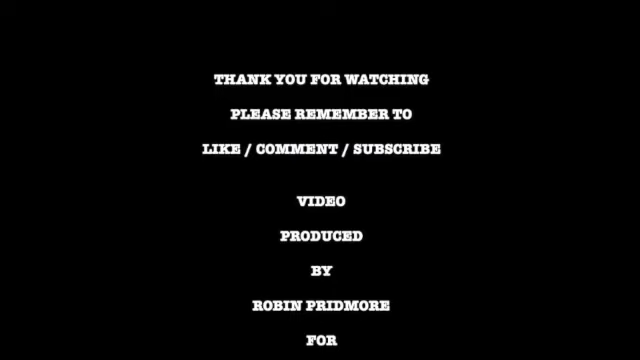 THANK YOU FOR WATCHING
PLEASE REMEMBER TO
LIKE / COMMENT / SUBSCRIBE
VIDEO
PRODUCED
BY
ROBIN PRIDMORE
FOR